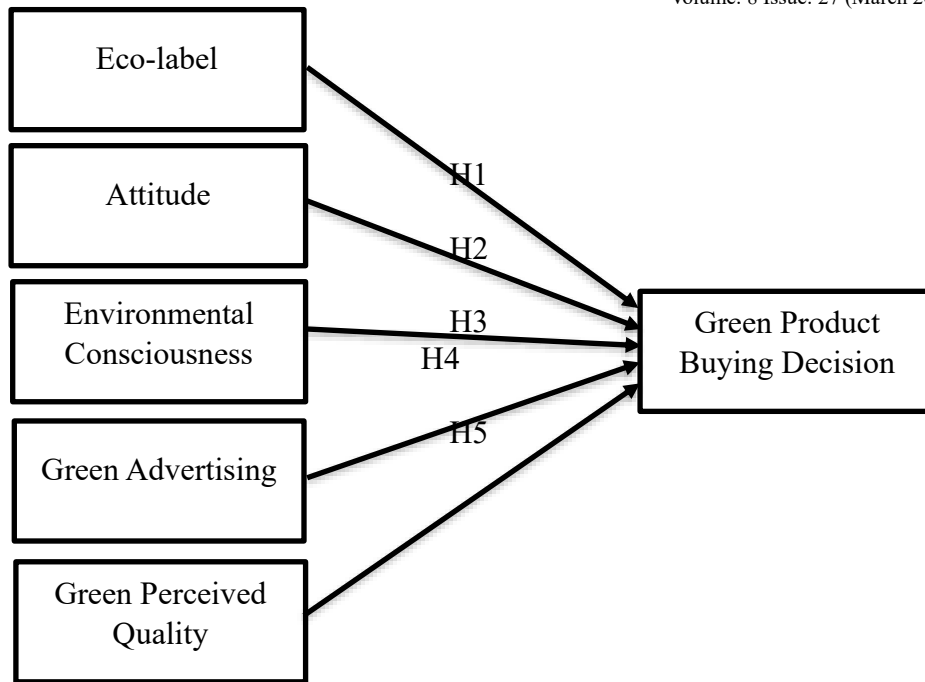 Eco-label
H1
Attitude
H2
Environmental
Consciousness
H3
H4
Green Product
Buying Decision
Green Advertising
H5
Green Perceived
Quality